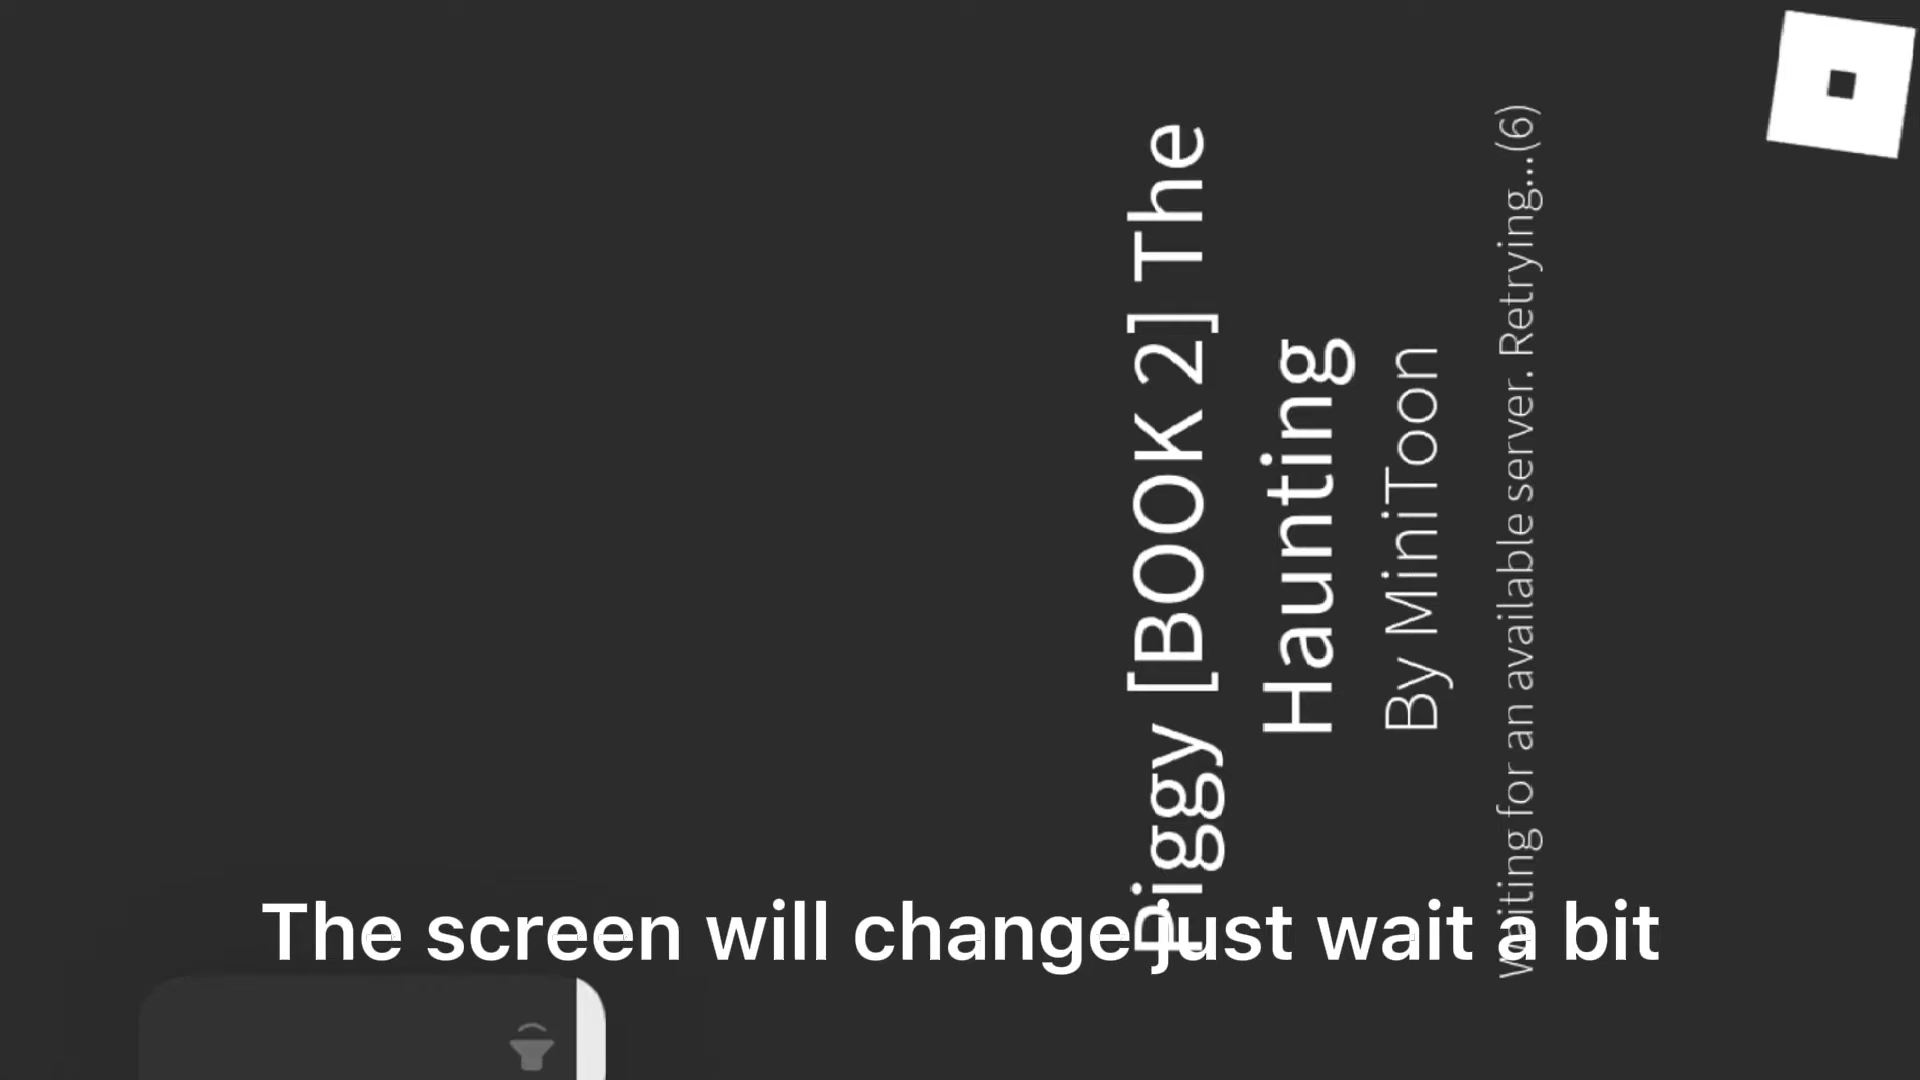 Piggy [BOOK 2] The
Haunting
By MiniToon
Waiting for an available server. Retrying...(6)
The screen will change just wait a bit